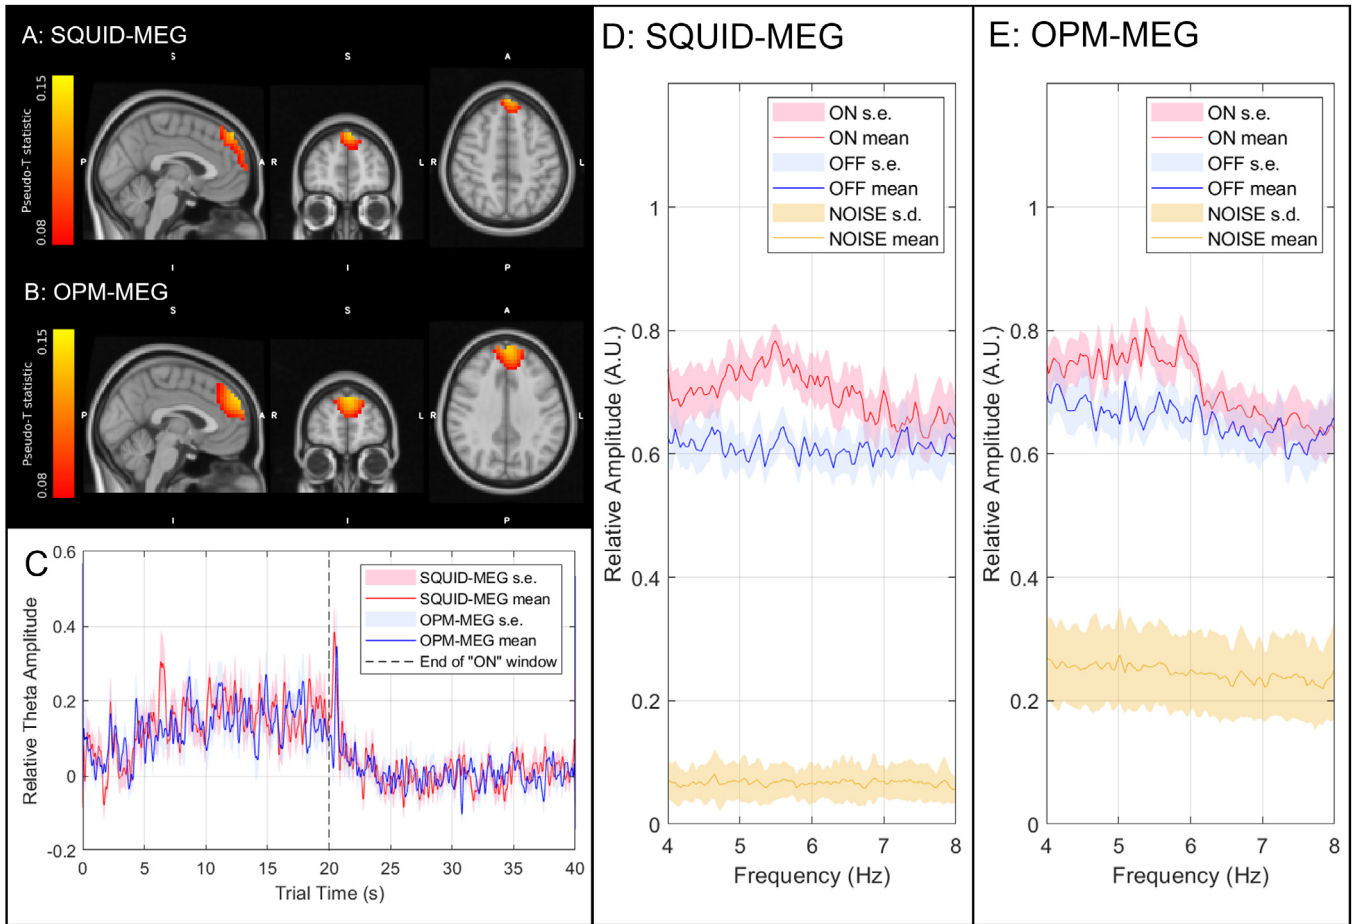 A: SQUID-MEG
S S A
0.15
Pseudo-T statistic
0.08
P A R L R L
I I P
B: OPM-MEG
S S A
0.15
Pseudo-T statistic
0.08
P A R L R L
I I P
C
0.6
0.4
0.2
0
-0.2
Relative Theta Amplitude
SQUID-MEG s.e.
SQUID-MEG mean
OPM-MEG s.e.
OPM-MEG mean
End of "ON" window
0 5 10 15 20 25 30 35 40
Trial Time (s)
D: SQUID-MEG
ON s.e.
ON mean
OFF s.e.
OFF mean
NOISE s.d.
NOISE mean
1
0.8
0.6
0.4
0.2
0
Relative Amplitude (A.U.)
4 5 6 7 8
Frequency (Hz)
E: OPM-MEG
ON s.e.
ON mean
OFF s.e.
OFF mean
NOISE s.d.
NOISE mean
1
0.8
0.6
0.4
0.2
0
Relative Amplitude (A.U.)
4 5 6 7 8
Frequency (Hz)